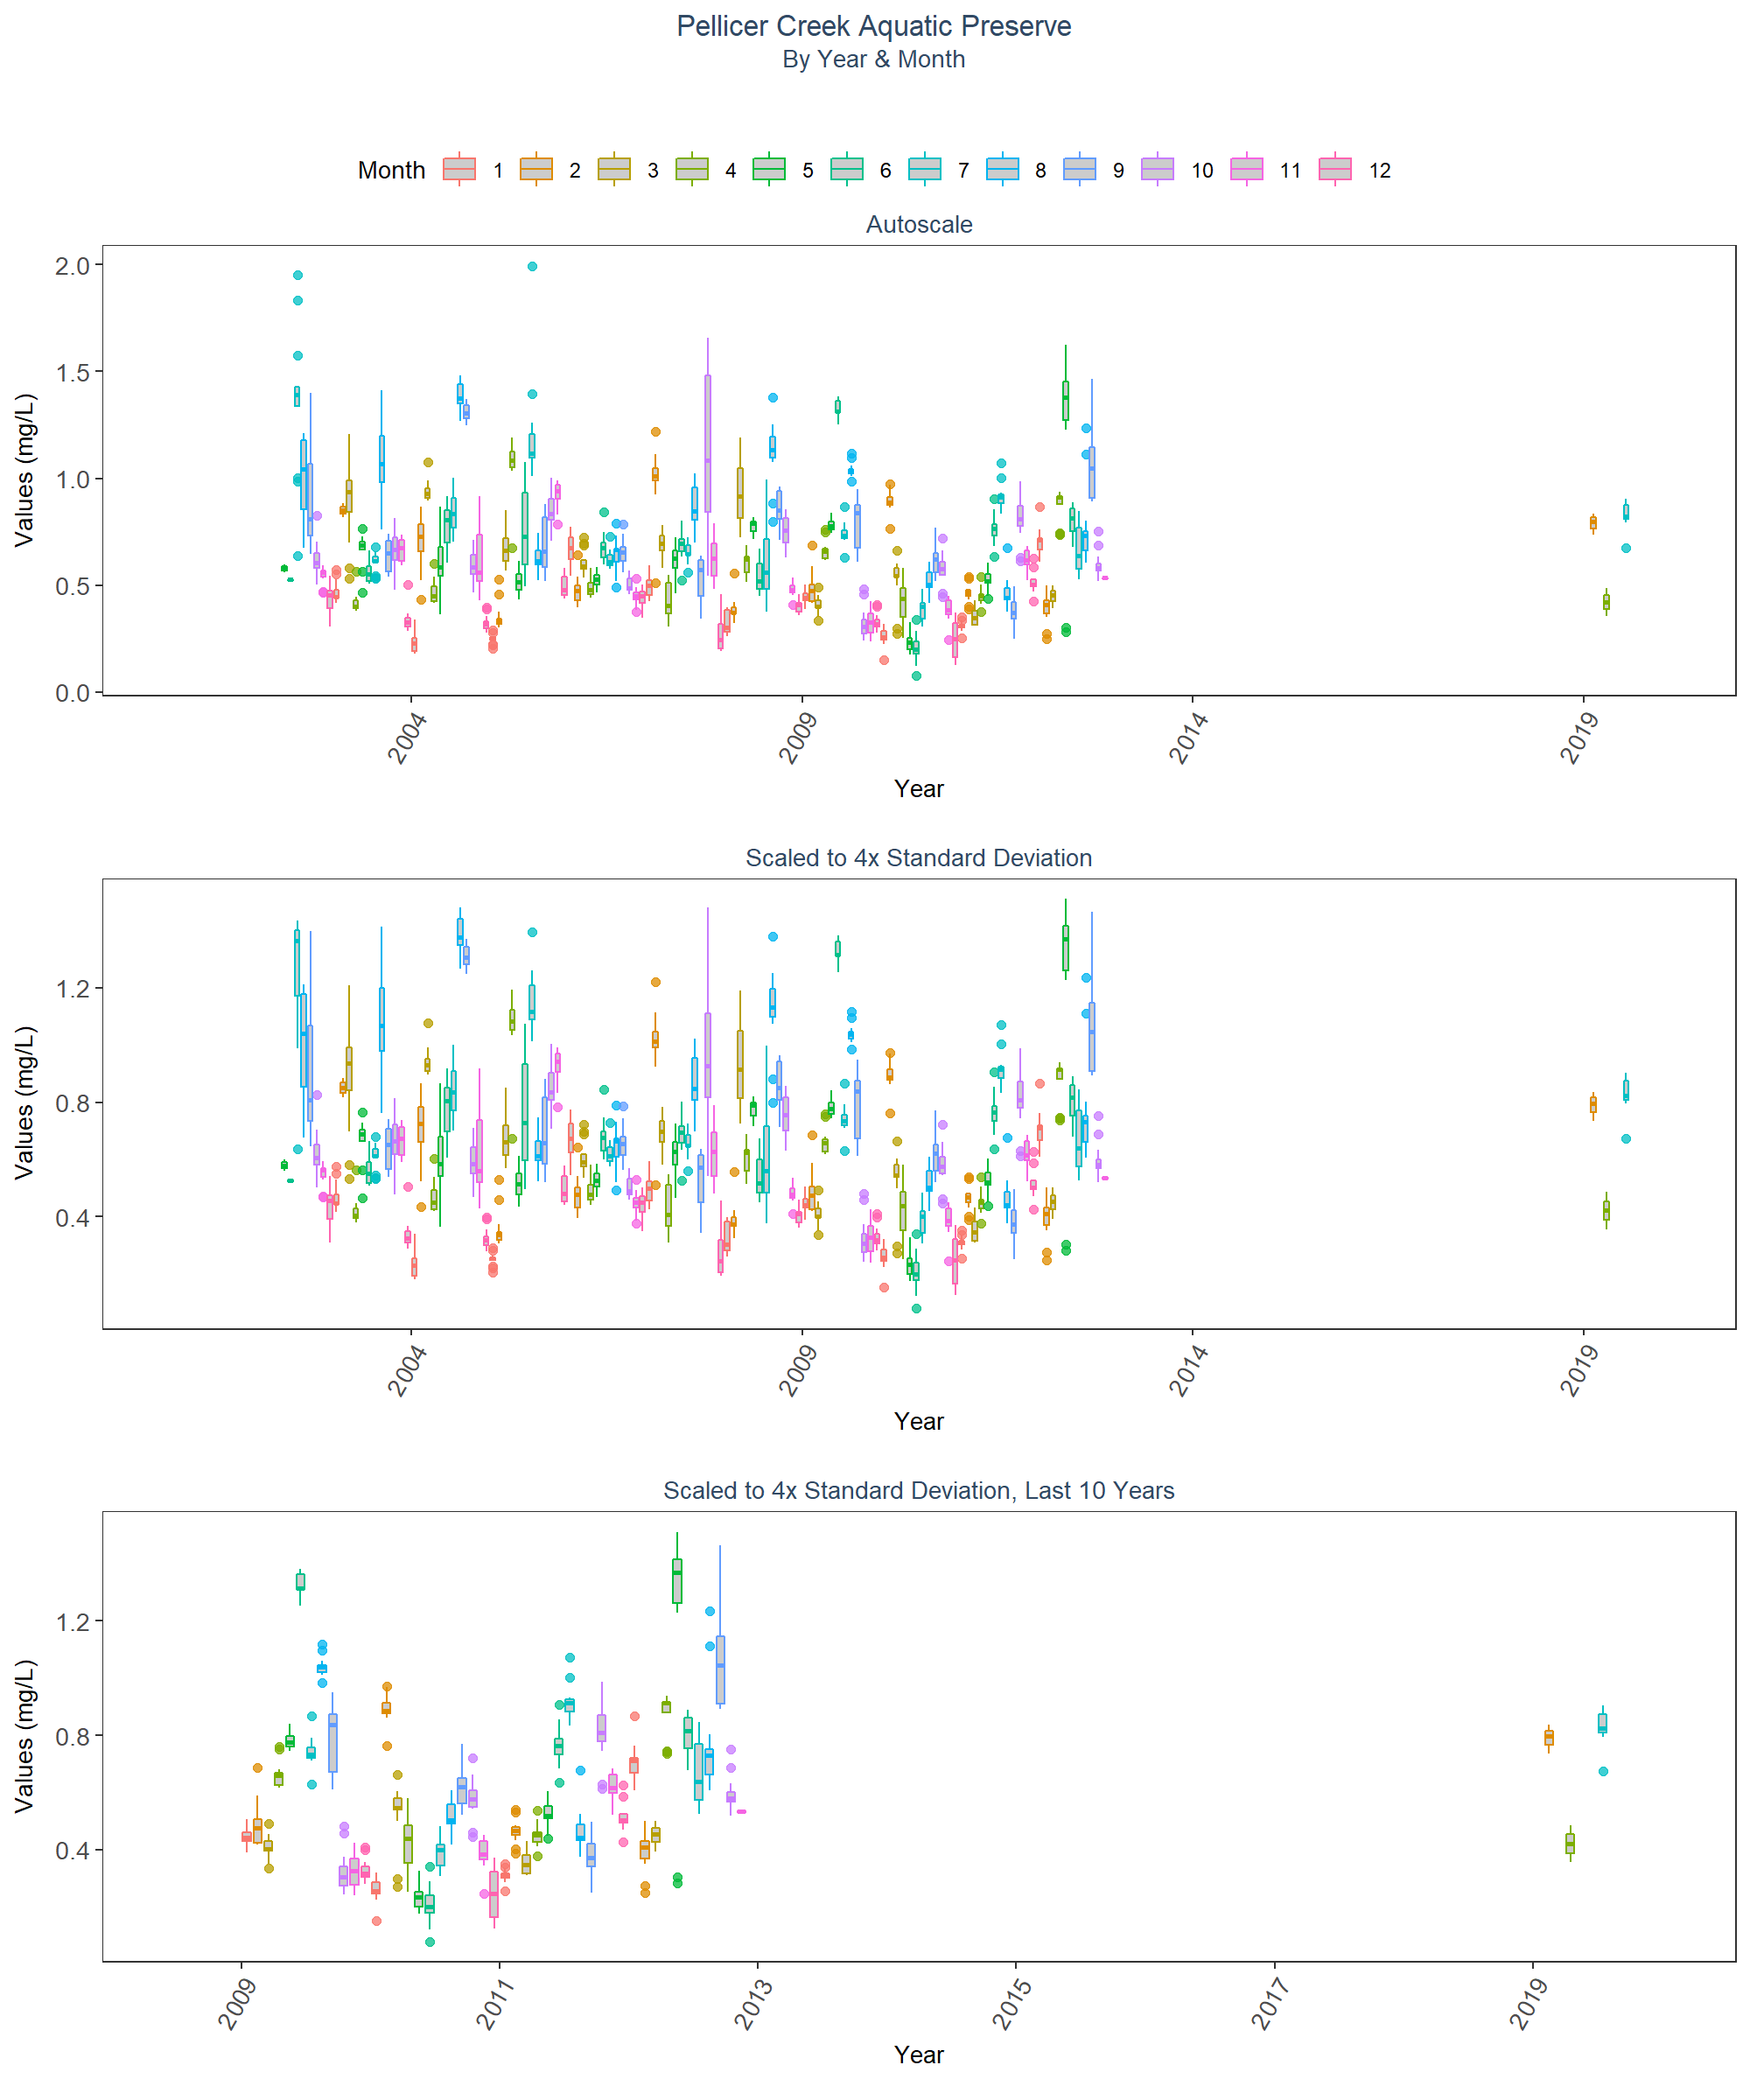 Pellicer Creek Aquatic Preserve
By Year & Month
Month 1 2 3 4 5 6 7 8 9 10 11 12
Autoscale
Values (mg/L)
2.0
1.5
1.0
0.5
0.0
2004 2009 2014 2019
Year
Scaled to 4x Standard Deviation
Values (mg/L)
1.2
0.8
0.4
2004 2009 2014 2019
Year
Scaled to 4x Standard Deviation, Last 10 Years
Values (mg/L)
1.2
0.8
0.4
2009 2011 2013 2015 2017 2019
Year